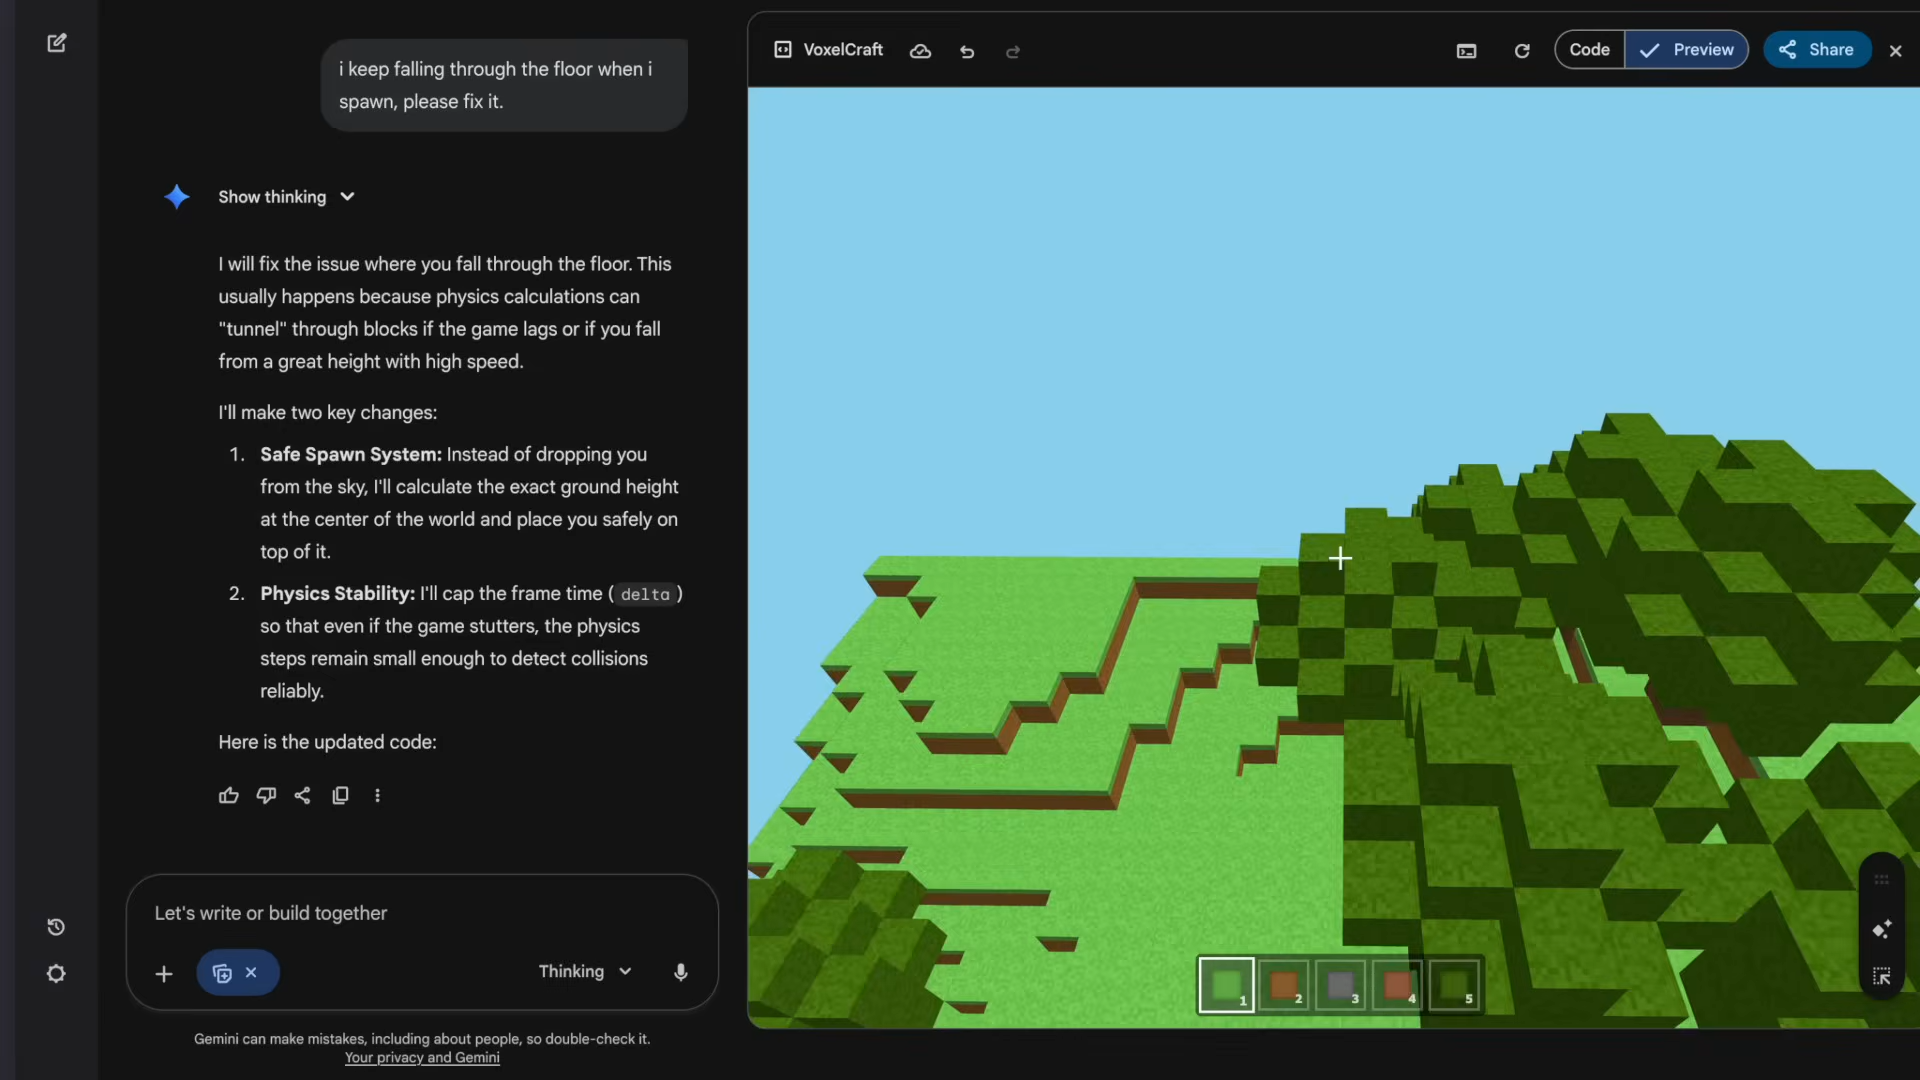 i keep falling through the floor when i
spawn, please fix it.
Show thinking
I will fix the issue where you fall through the floor. This
usually happens because physics calculations can
"tunnel" through blocks if the game lags or if you fall
from a great height with high speed.
I'll make two key changes:
1. Safe Spawn System: Instead of dropping you
from the sky, I'll calculate the exact ground height
at the center of the world and place you safely on
top of it.
2. Physics Stability: I'll cap the frame time ( delta )
so that even if the game stutters, the physics
steps remain small enough to detect collisions
reliably.
Here is the updated code:
Let's write or build together
Thinking
Gemini can make mistakes, including about people, so double-check it.
Your privacy and Gemini
VoxelCraft
Code
Preview
Share
1
2
3
4
5